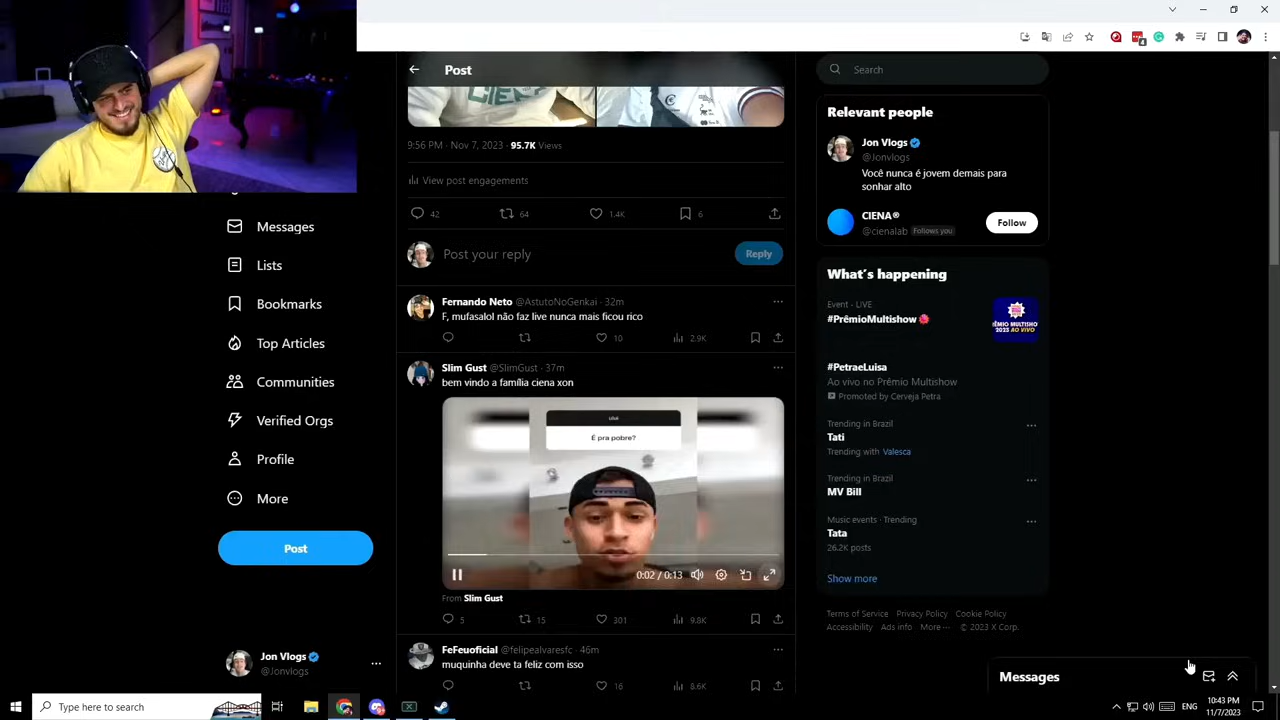 Post
Search
CIENA
9:56 PM · Nov 7, 2023 · 95.7K Views
View post engagements
42
64
1.4K
6
Post your reply
Reply
Fernando Neto @AstutoNoGenkai · 32m
F, mufasalol não faz live nunca mais ficou rico
10
2.9K
Slim Gust @SlimGust · 37m
bem vindo a família ciena xon
É pra pobre?
0:02 / 0:13
From Slim Gust
5
15
301
9.8K
FeFeuoficial @felipealvaresfc · 46m
muquinha deve ta feliz com isso
16
8.6K
Messages
Lists
Bookmarks
Top Articles
Communities
Verified Orgs
Profile
More
Post
Jon Vlogs
@Jonvlogs
Relevant people
Jon Vlogs
@Jonvlogs
Você nunca é jovem demais para
sonhar alto
CIENA®
@cienalab Follows you
Follow
What's happening
Event · LIVE
#PrêmioMultishow
#PetraeLuisa
Ao vivo no Prêmio Multishow
Promoted by Cerveja Petra
Trending in Brazil
Tati
Trending with Valesca
Trending in Brazil
MV Bill
Music events · Trending
Tata
26.2K posts
Show more
Terms of Service Privacy Policy Cookie Policy
Accessibility Ads info More ··· © 2023 X Corp.
Messages
Type here to search
ENG
10:43 PM
11/7/2023